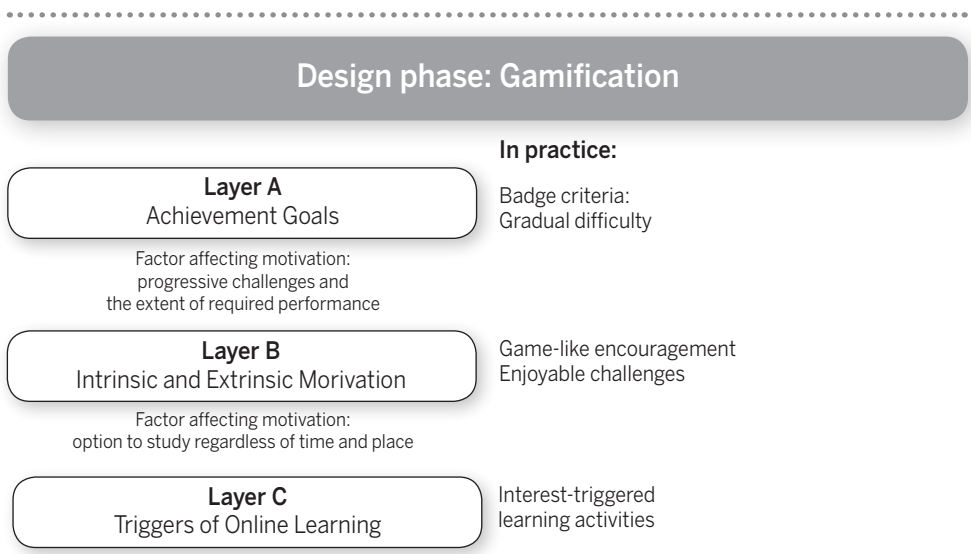 Design phase: Gamification
In practice:
Layer A
Achievement Goals
Badge criteria:
Gradual difficulty
Factor affecting motivation:
progressive challenges and
the extent of required performance
Layer B
Intrinsic and Extrinsic Morivation
Game-like encouragement
Enjoyable challenges
Factor affecting motivation:
option to study regardless of time and place
Layer C
Triggers of Online Learning
Interest-triggered
learning activities